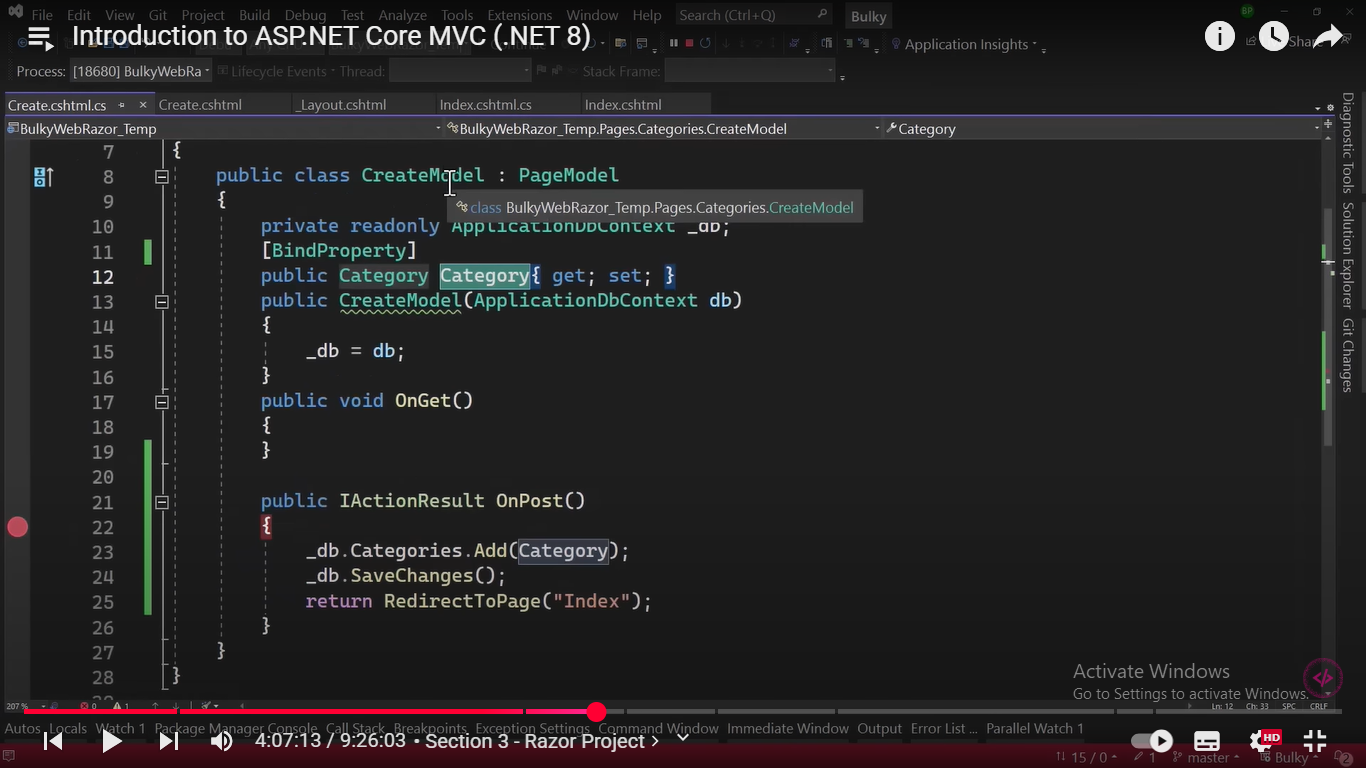 File Edit View Git Project Build Debug Test Analyze Tools Extensions Window Help Search (Ctrl+Q) Bulky
Introduction to ASP.NET Core MVC (.NET 8)
Application Insights
Share
Process: [18680] BulkyWebRa Lifecycle Events Thread: Stack Frame:
Create.cshtml.cs Create.cshtml _Layout.cshtml Index.cshtml.cs Index.cshtml
BulkyWebRazor_Temp BulkyWebRazor_Temp.Pages.Categories.CreateModel Category
7 {
8 public class CreateModel : PageModel
9 {
class BulkyWebRazor_Temp.Pages.Categories.CreateModel
10 private readonly ApplicationDbContext _db;
11 [BindProperty]
12 public Category Category{ get; set; }
13 public CreateModel(ApplicationDbContext db)
14 {
15 _db = db;
16 }
17 public void OnGet()
18 {
19 }
20
21 public IActionResult OnPost()
22 {
23 _db.Categories.Add(Category);
24 _db.SaveChanges();
25 return RedirectToPage("Index");
26 }
27 }
28 }
Diagnostic Tools
Solution Explorer
Git Changes
Activate Windows
Go to Settings to activate Windows.
207 % 0 1 Ln: 12 Ch: 33 SPC CRLF
Autos Locals Watch 1 Package Manager Console Call Stack Breakpoints Exception Settings Command Window Immediate Window Output Error List ... Parallel Watch 1
4:07:13 / 9:26:03 • Section 3 - Razor Project
HD
15 / 0 1 master Bulky 2